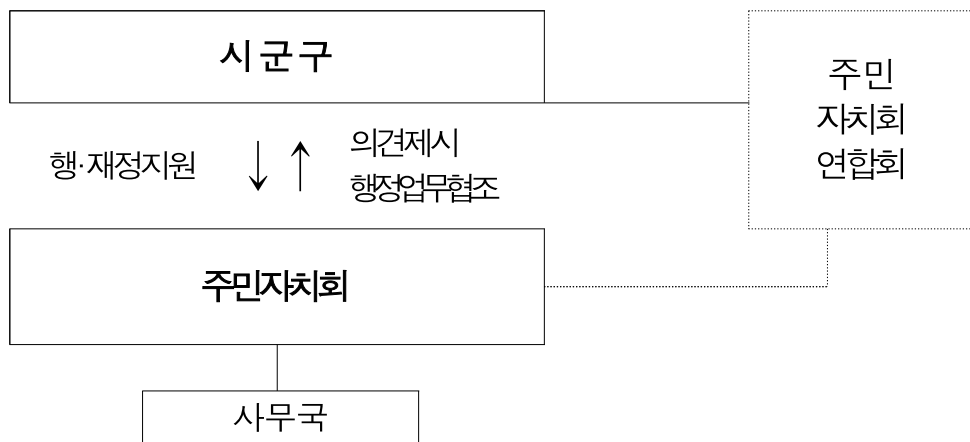 시 군 구
주 민
자치회
연합회
행·재정지원
의견제시
행정업무협조
주민자치회
사무국